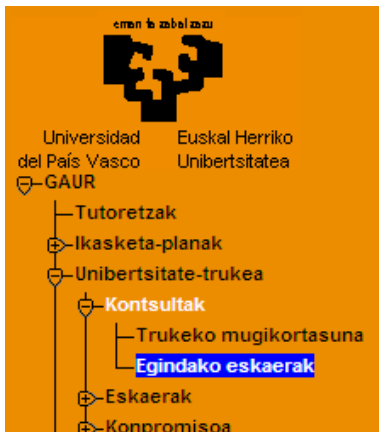 eman ta zabal zazu
Universidad Euskal Herriko
del País Vasco Unibertsitatea
GAUR
Tutoretzak
Ikasketa-planak
Unibertsitate-trukea
Kontsultak
Trukeko mugikortasuna
Egindako eskaerak
Eskaerak
Konpromisoa